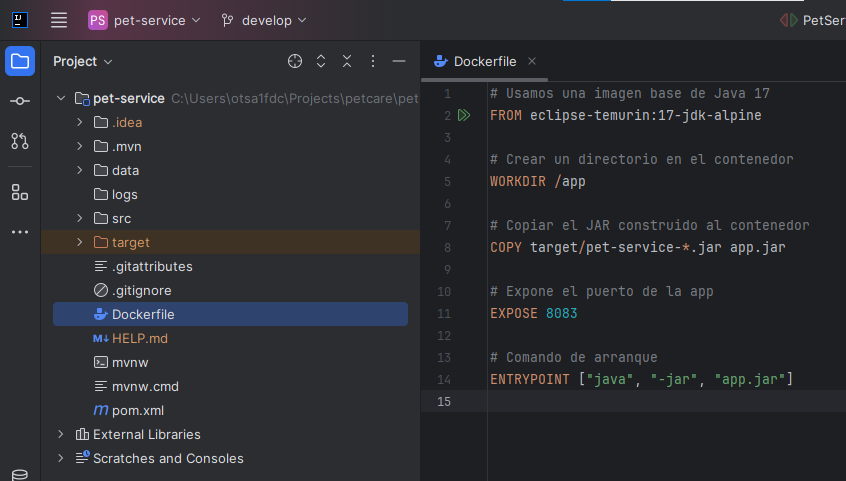 PS pet-service
develop
PetSer
Project
Dockerfile
pet-service C:\Users\otsa1fdc\Projects\petcare\pet
.idea
.mvn
data
logs
src
target
.gitattributes
.gitignore
Dockerfile
M↓ HELP.md
mvnw
mvnw.cmd
m pom.xml
External Libraries
Scratches and Consoles
1 # Usamos una imagen base de Java 17
2 FROM eclipse-temurin:17-jdk-alpine
3
4 # Crear un directorio en el contenedor
5 WORKDIR /app
6
7 # Copiar el JAR construido al contenedor
8 COPY target/pet-service-*.jar app.jar
9
10 # Expone el puerto de la app
11 EXPOSE 8083
12
13 # Comando de arranque
14 ENTRYPOINT ["java", "-jar", "app.jar"]
15